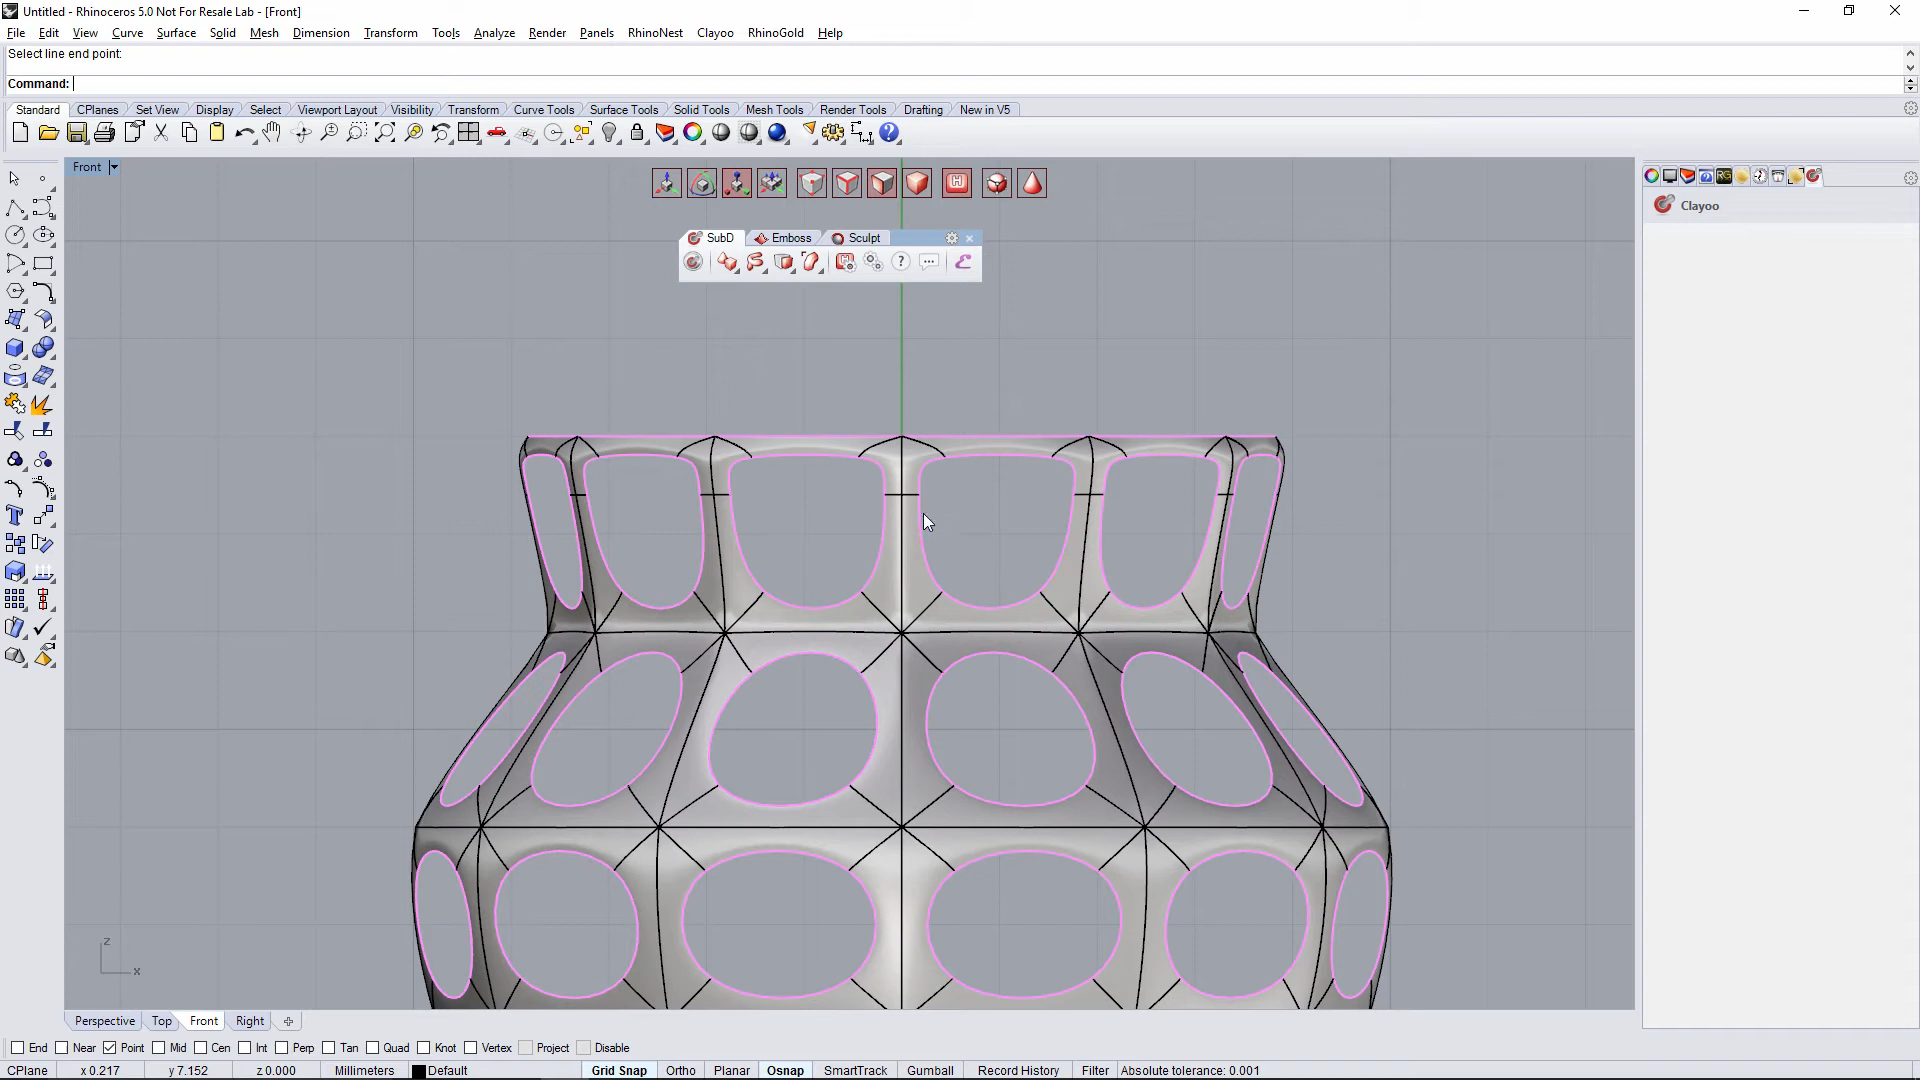 Untitled - Rhinoceros 5.0 Not For Resale Lab - [Front]
File Edit View Curve Surface Solid Mesh Dimension Transform Tools Analyze Render Panels RhinoNest Clayoo RhinoGold Help
Select line end point:
Command:
Standard CPlanes Set View Display Select Viewport Layout Visibility Transform Curve Tools Surface Tools Solid Tools Mesh Tools Render Tools Drafting New in V5
Front
SubD Emboss Sculpt
Clayoo
z
x
Perspective Top Front Right
End Near Point Mid Cen Int Perp Tan Quad Knot Vertex Project Disable
CPlane x 0.217 y 7.152 z 0.000 Millimeters Default Grid Snap Ortho Planar Osnap SmartTrack Gumball Record History Filter Absolute tolerance: 0.001